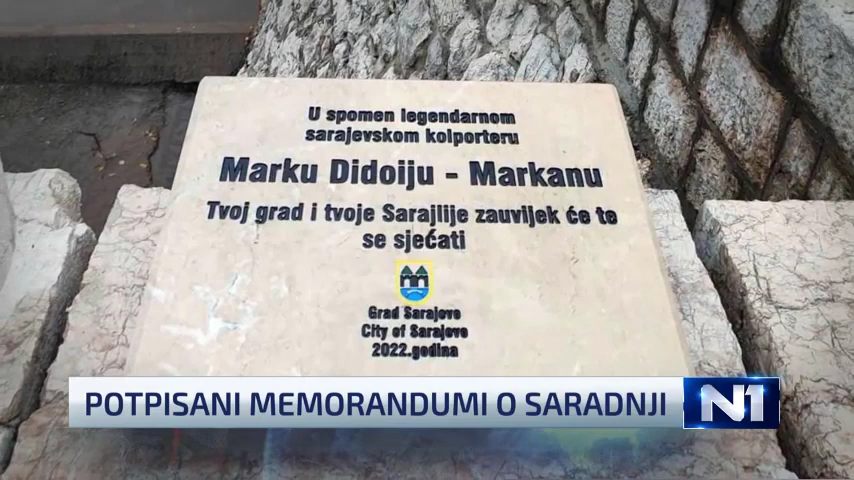 U spomen legendarnom
sarajevskom kolporteru
Marku Didoiju - Markanu
Tvoj grad i tvoje Sarajlije zauvijek će te
se sjećati
Grad Sarajevo
City of Sarajevo
2022.godina
POTPISANI MEMORANDUMI O SARADNJI
N1